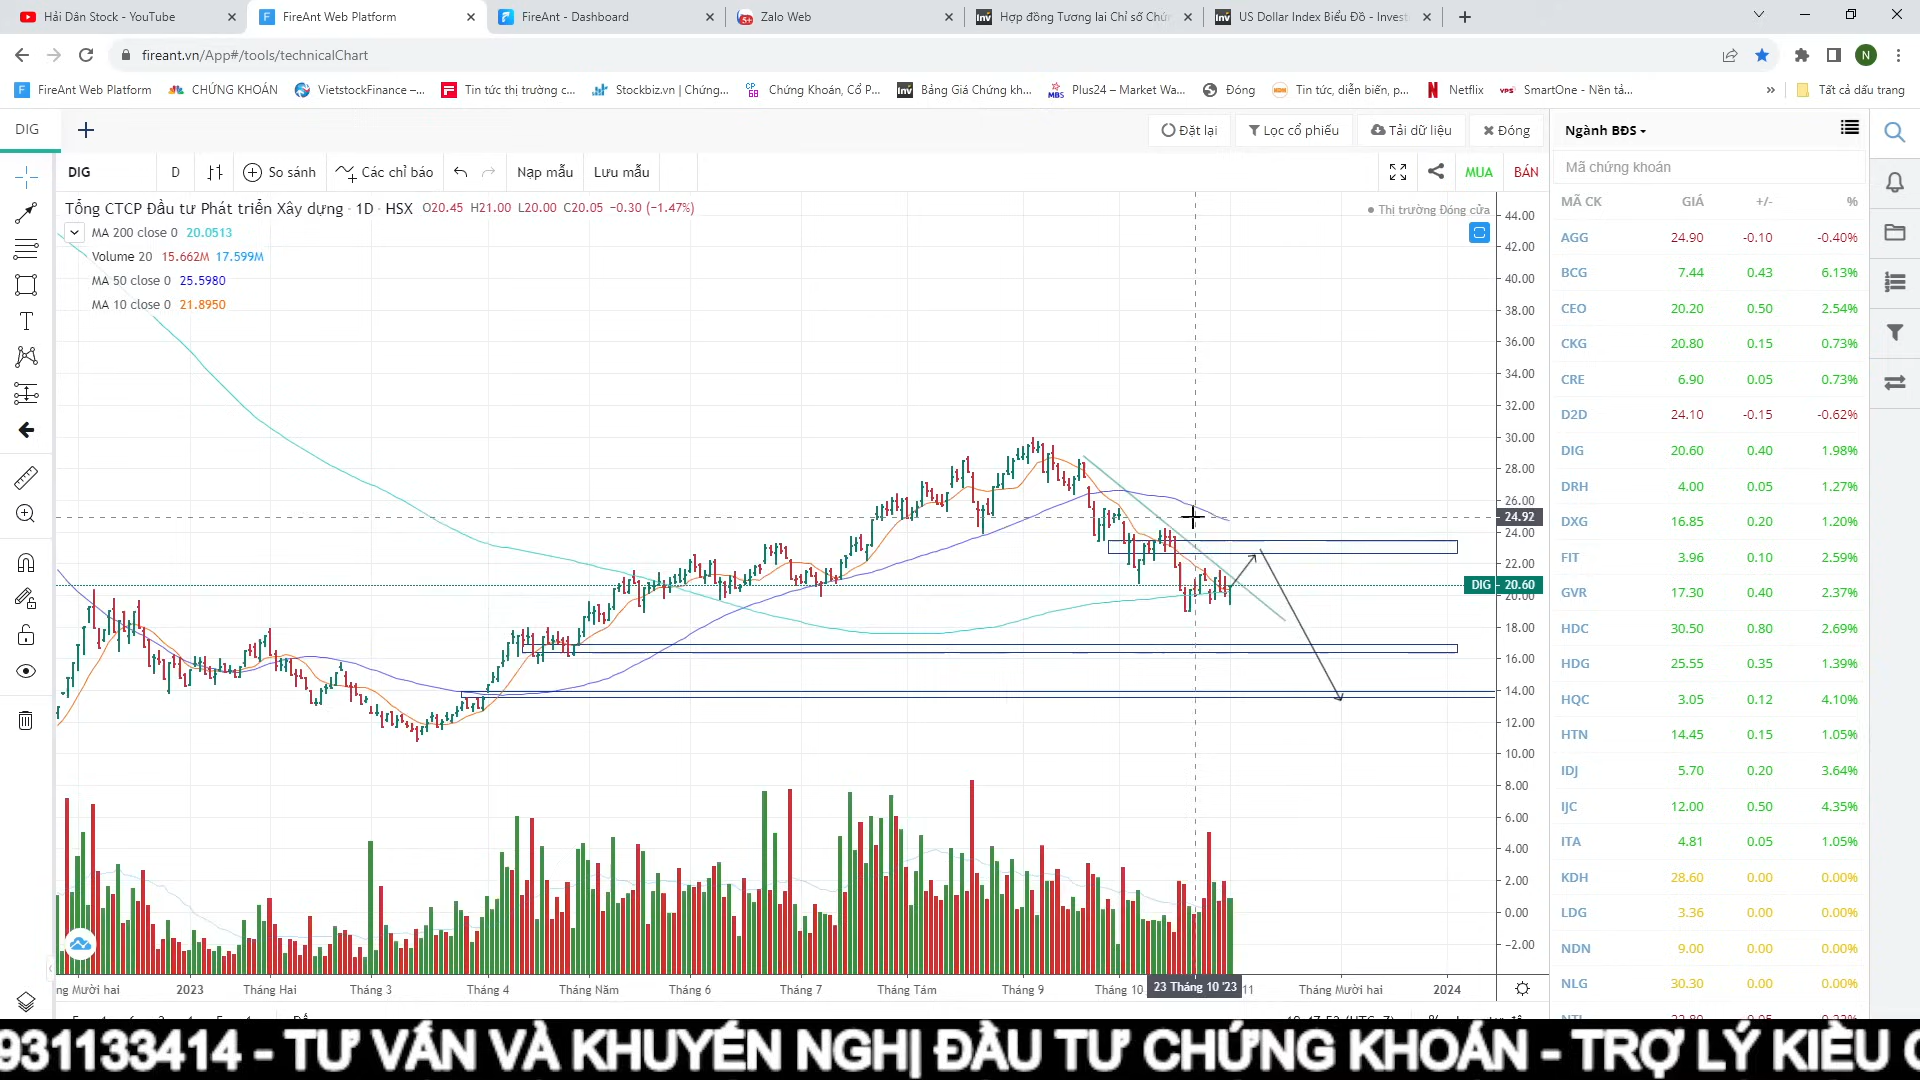 Hải Dân Stock - YouTube
FireAnt Web Platform
FireAnt - Dashboard
Zalo Web
Hợp đồng Tương lai Chỉ số Chứn
US Dollar Index Biểu Đồ - Invest
fireant.vn/App#/tools/technicalChart
N
FireAnt Web Platform
CHỨNG KHOÁN
VietstockFinance –...
Tin tức thị trường c...
Stockbiz.vn | Chứng...
Chứng Khoán, Cổ P...
Bảng Giá Chứng kh...
Plus24 – Market Wa...
Đóng
Tin tức, diễn biến, p...
Netflix
SmartOne - Nền tả...
»
Tất cả dấu trang
DIG
Đặt lại
Lọc cổ phiếu
Tải dữ liệu
Đóng
Ngành BĐS
DIG
D
So sánh
Các chỉ báo
Nạp mẫu
Lưu mẫu
MUA
BÁN
Mã chứng khoán
Tổng CTCP Đầu tư Phát triển Xây dựng · 1D · HSX O20.45 H21.00 L20.00 C20.05 −0.30 (−1.47%)
Thị trường Đóng cửa
MA 200 close 0 20.0513
Volume 20 15.662M 17.599M
MA 50 close 0 25.5980
MA 10 close 0 21.8950
44.00
42.00
40.00
38.00
36.00
34.00
32.00
30.00
28.00
26.00
24.92
24.00
22.00
DIG 20.60
20.00
18.00
16.00
14.00
12.00
10.00
8.00
6.00
4.00
2.00
0.00
−2.00
MÃ CK GIÁ +/- %
AGG 24.90 -0.10 -0.40%
BCG 7.44 0.43 6.13%
CEO 20.20 0.50 2.54%
CKG 20.80 0.15 0.73%
CRE 6.90 0.05 0.73%
D2D 24.10 -0.15 -0.62%
DIG 20.60 0.40 1.98%
DRH 4.00 0.05 1.27%
DXG 16.85 0.20 1.20%
FIT 3.96 0.10 2.59%
GVR 17.30 0.40 2.37%
HDC 30.50 0.80 2.69%
HDG 25.55 0.35 1.39%
HQC 3.05 0.12 4.10%
HTN 14.45 0.15 1.05%
IDJ 5.70 0.20 3.64%
IJC 12.00 0.50 4.35%
ITA 4.81 0.05 1.05%
KDH 28.60 0.00 0.00%
LDG 3.36 0.00 0.00%
NDN 9.00 0.00 0.00%
NLG 30.30 0.00 0.00%
ng Mười hai 2023 Tháng Hai Tháng 3 Tháng 4 Tháng Năm Tháng 6 Tháng 7 Tháng Tám Tháng 9 Tháng 10 23 Tháng 10 '23 11 Tháng Mười hai 2024
931133414 - TƯ VẤN VÀ KHUYẾN NGHỊ ĐẦU TƯ CHỨNG KHOÁN - TRỢ LÝ KIỀU